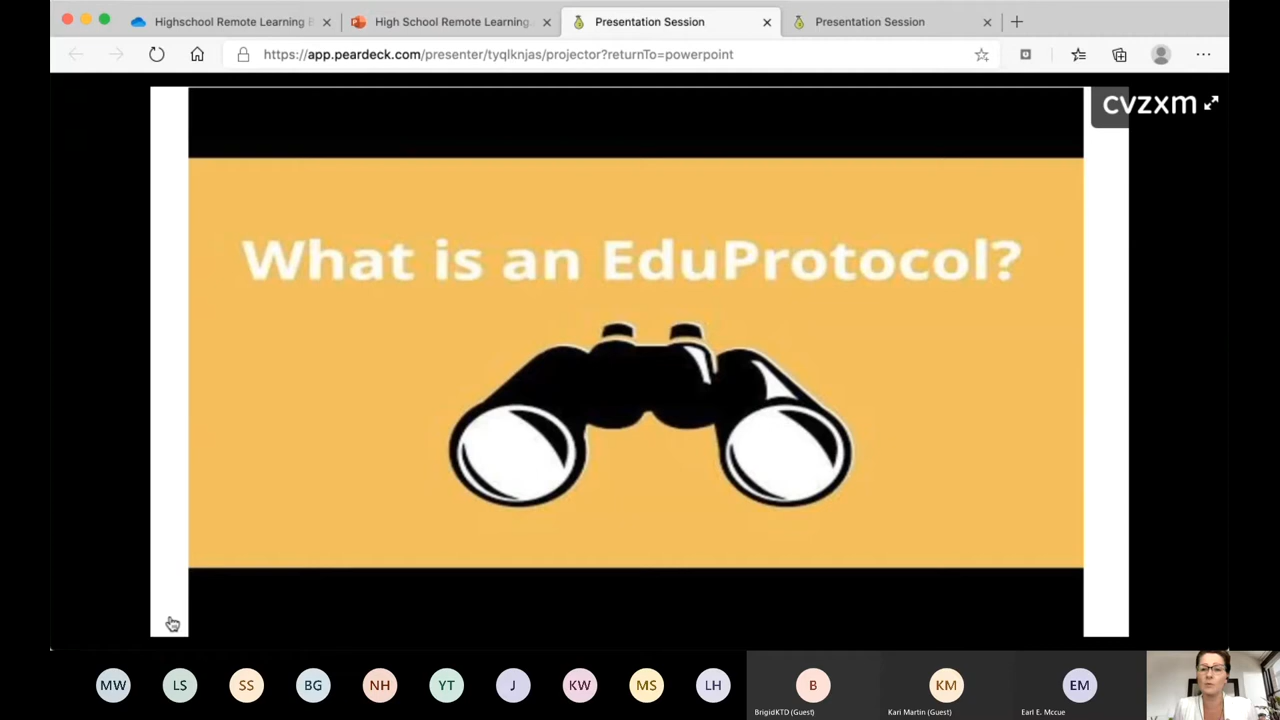 Highschool Remote Learning B
High School Remote Learning.
Presentation Session
Presentation Session
https://app.peardeck.com/presenter/tyqlknjas/projector?returnTo=powerpoint
cvzxm
What is an EduProtocol?
MW
LS
SS
BG
NH
YT
J
KW
MS
LH
B
KM
EM
BrigidKTD (Guest)
Kari Martin (Guest)
Earl E. Mccue